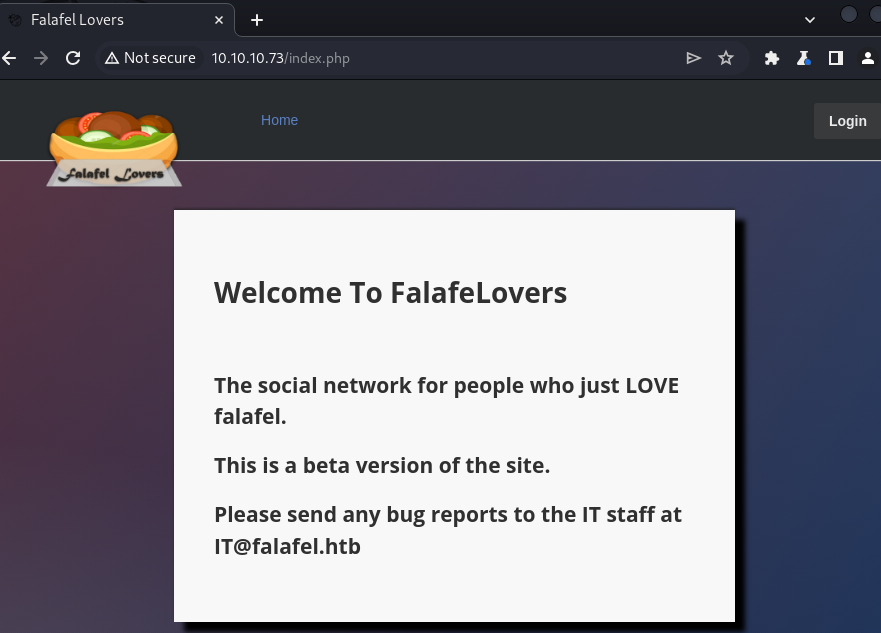 Falafel Lovers
Not secure 10.10.10.73/index.php
Home
Login
Falafel Lovers
Welcome To FalafeLovers
The social network for people who just LOVE
falafel.
This is a beta version of the site.
Please send any bug reports to the IT staff at
IT@falafel.htb